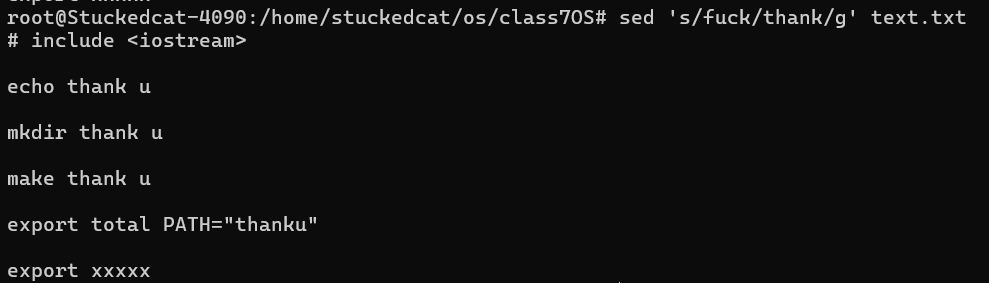 root@Stuckedcat-4090:/home/stuckedcat/os/class7OS# sed 's/fuck/thank/g' text.txt
# include <iostream>
echo thank u
mkdir thank u
make thank u
export total PATH="thanku"
export xxxxx